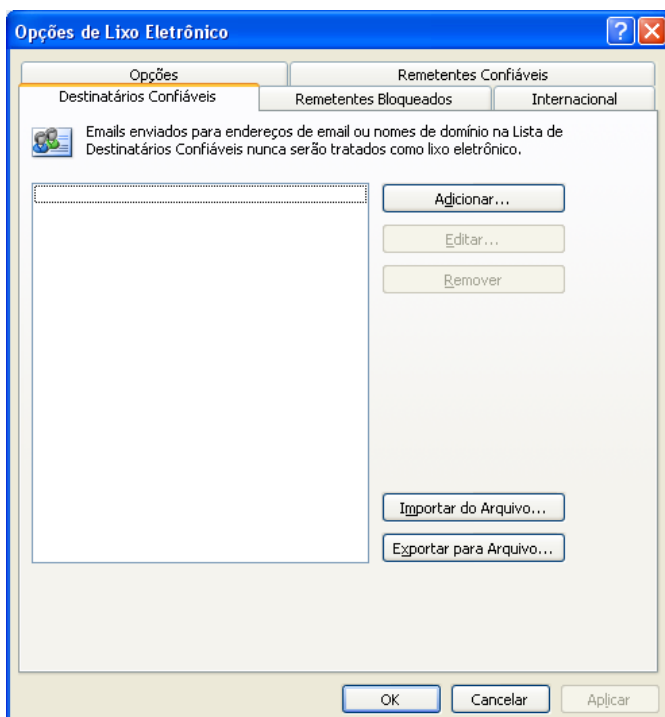 Opções de Lixo Eletrônico
?
X
Opções
Remetentes Confiáveis
Destinatários Confiáveis
Remetentes Bloqueados
Internacional
Emails enviados para endereços de email ou nomes de domínio na Lista de
Destinatários Confiáveis nunca serão tratados como lixo eletrônico.
Adicionar...
Editar...
Remover
Importar do Arquivo...
Exportar para Arquivo...
OK
Cancelar
Aplicar